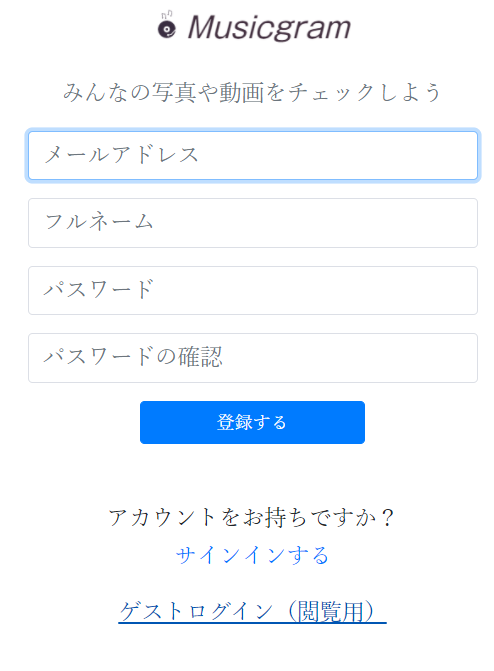 Musicgram
みんなの写真や動画をチェックしよう
メールアドレス
フルネーム
パスワード
パスワードの確認
登録する
アカウントをお持ちですか？
サインインする
ゲストログイン（閲覧用）